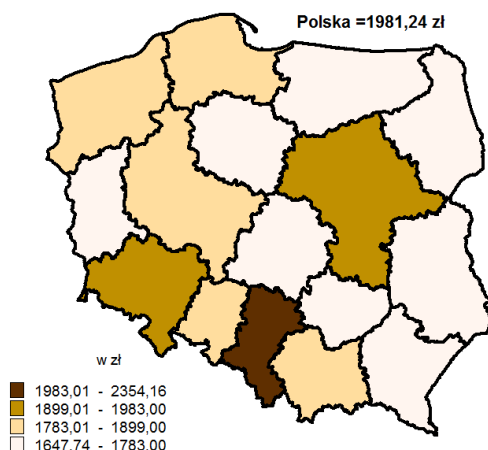 Polska =1981,24 zł
w zł
1983,01 - 2354,16
1899,01 - 1983,00
1783,01 - 1899,00
1647,74 - 1783,00